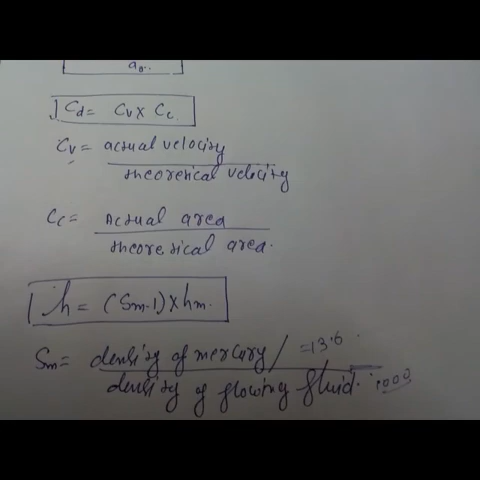 a₀.
Cd = Cv x Cc
Cv = actual velocity
theoretical velocity
Cc = Actual area
theoretical area.
h = (Sm-1) x hm.
Sm = density of mercury / = 13.6
density of flowing fluid. 1000